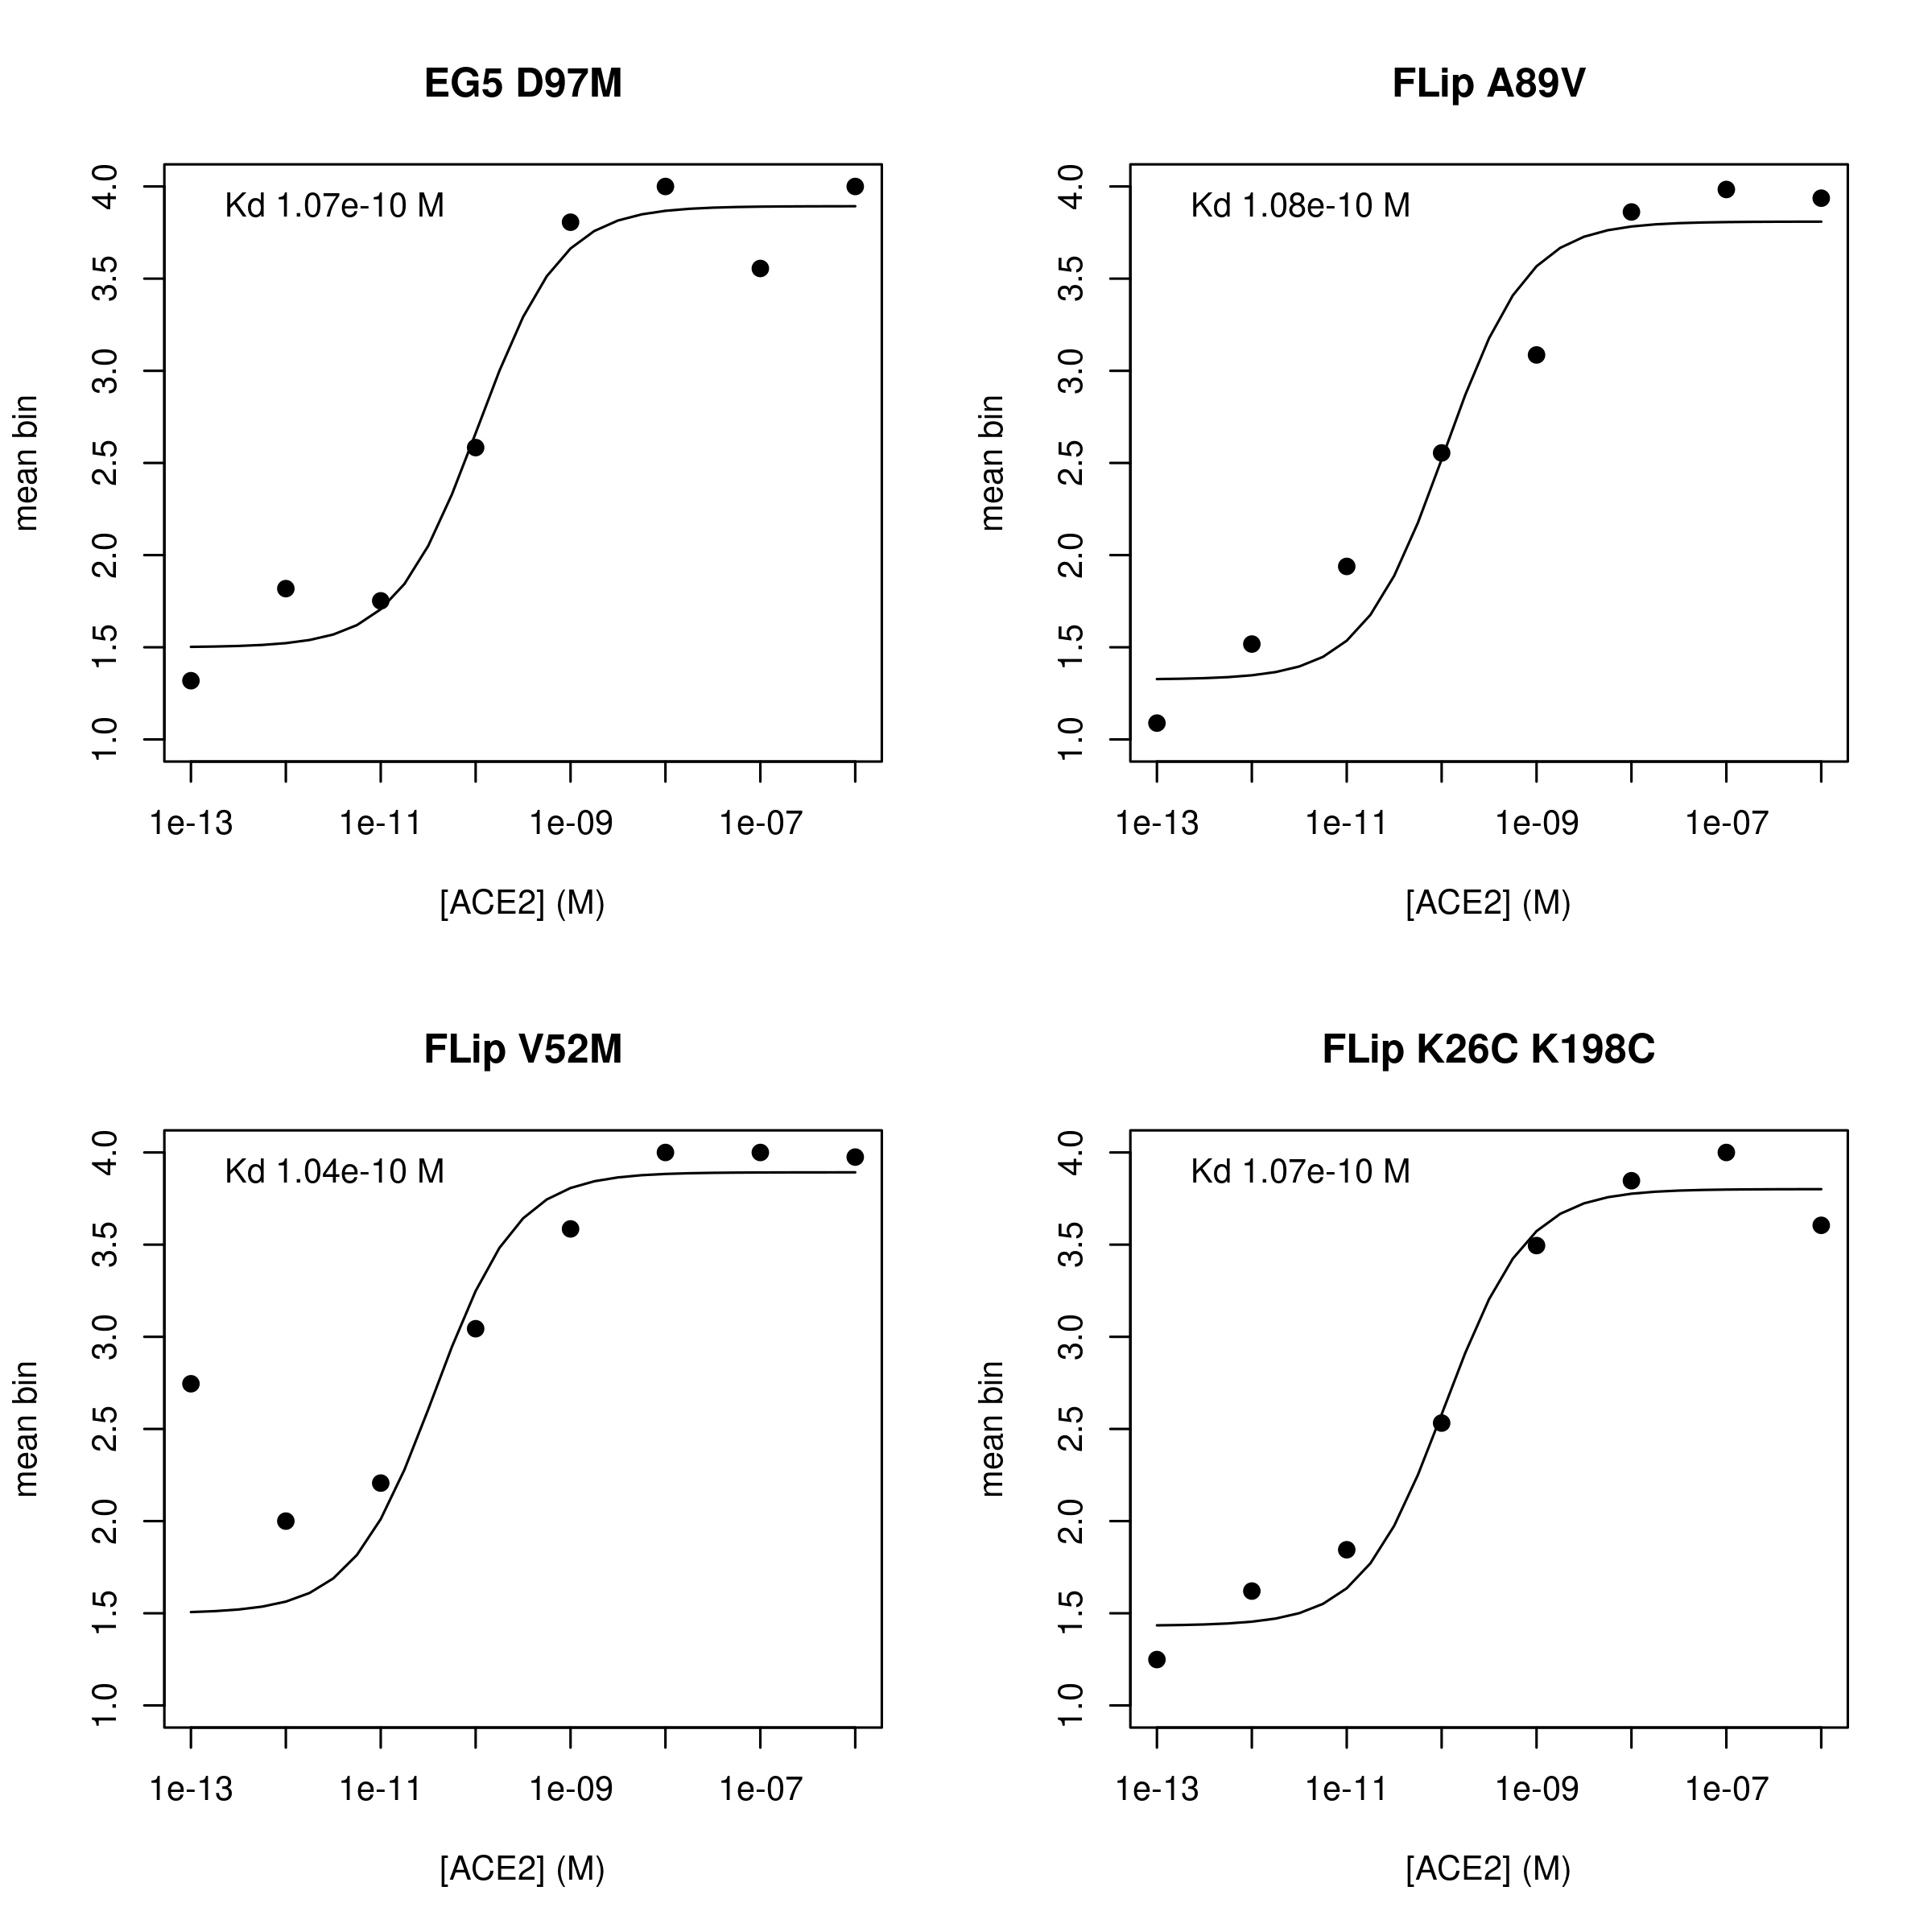 EG5 D97M
Kd 1.07e-10 M
mean bin
4.0
3.5
3.0
2.5
2.0
1.5
1.0
1e-13 1e-11 1e-09 1e-07
[ACE2] (M)
FLip A89V
Kd 1.08e-10 M
mean bin
4.0
3.5
3.0
2.5
2.0
1.5
1.0
1e-13 1e-11 1e-09 1e-07
[ACE2] (M)
FLip V52M
Kd 1.04e-10 M
mean bin
4.0
3.5
3.0
2.5
2.0
1.5
1.0
1e-13 1e-11 1e-09 1e-07
[ACE2] (M)
FLip K26C K198C
Kd 1.07e-10 M
mean bin
4.0
3.5
3.0
2.5
2.0
1.5
1.0
1e-13 1e-11 1e-09 1e-07
[ACE2] (M)